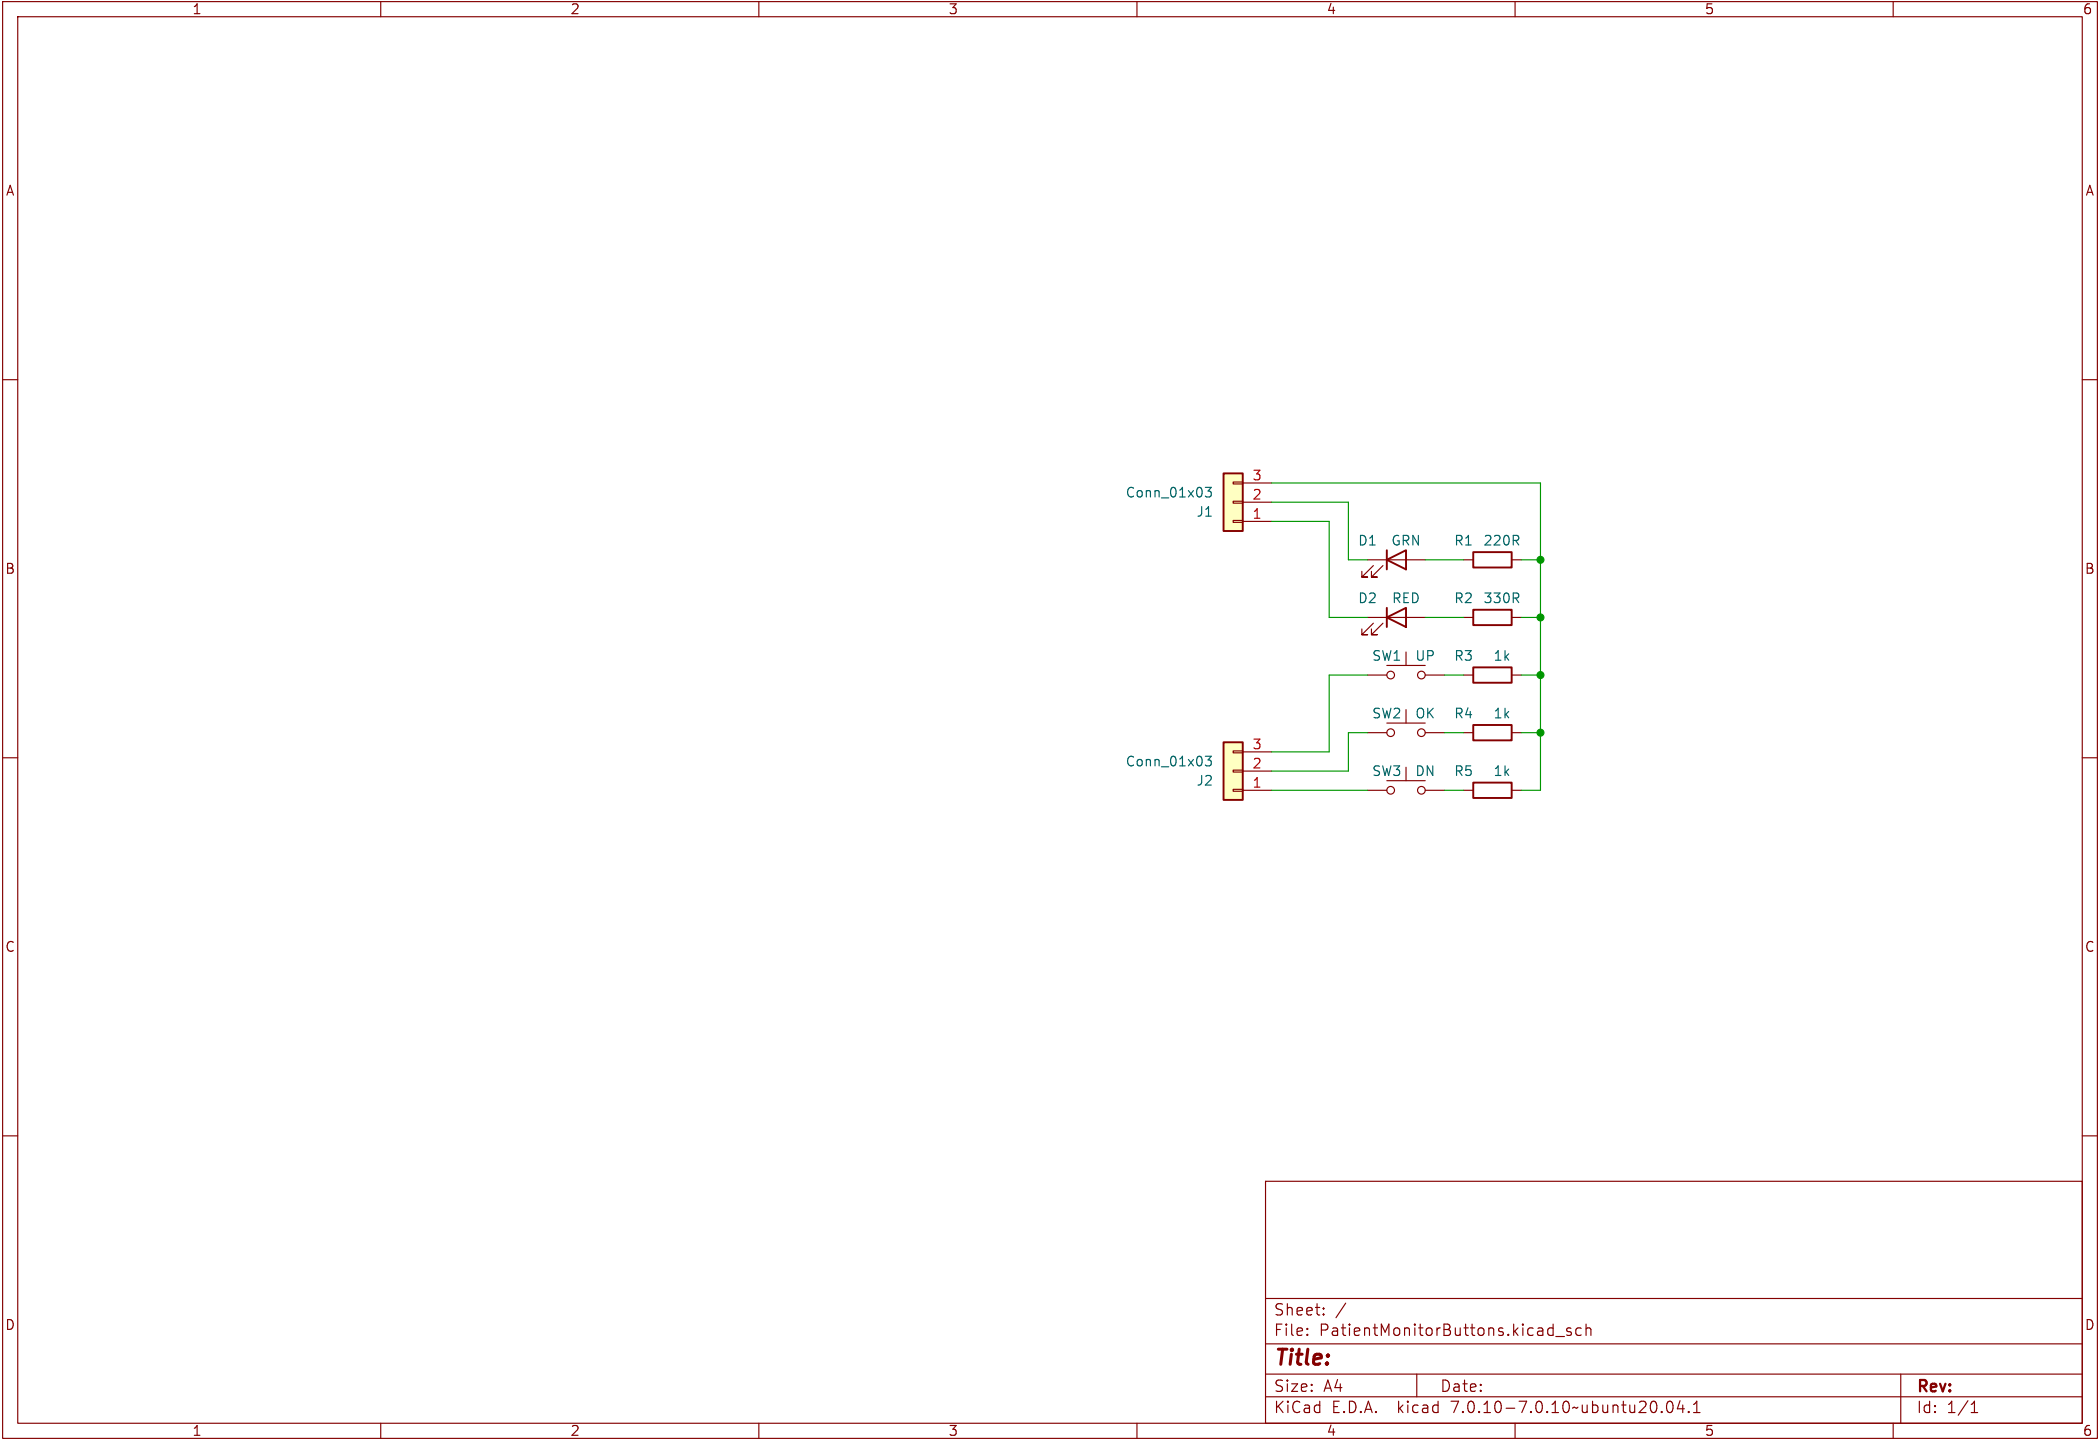 1 2 3 4 5 6
A A
B B
C C
D D
Conn_01x03
J1
3
2
1
D1 GRN R1 220R
D2 RED R2 330R
SW1 UP R3 1k
SW2 OK R4 1k
SW3 DN R5 1k
Conn_01x03
J2
3
2
1
Sheet: /
File: PatientMonitorButtons.kicad_sch
Title:
Size: A4 Date: Rev:
KiCad E.D.A. kicad 7.0.10-7.0.10~ubuntu20.04.1 Id: 1/1
1 2 3 4 5 6